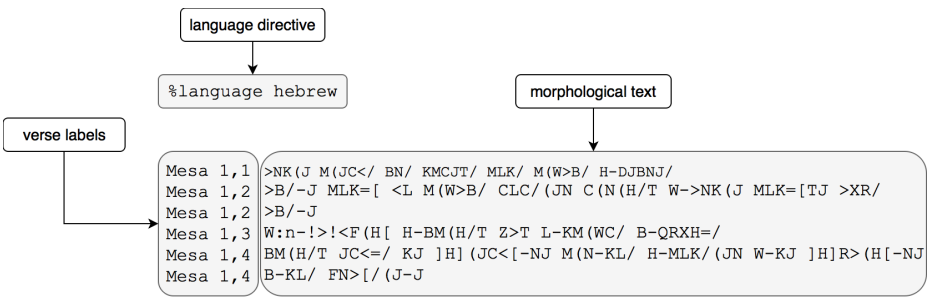 language directive
%language hebrew
morphological text
verse labels
Mesa 1,1 >NK(J M(JC</ BN/ KMCJT/ MLK/ M(W>B/ H-DJBNJ/
Mesa 1,2 >B/-J MLK=[ <L M(W>B/ CLC/(JN C(N(H/T W->NK(J MLK=[TJ >XR/
Mesa 1,2 >B/-J
Mesa 1,3 W:n-!>!<F(H[ H-BM(H/T Z>T L-KM(WC/ B-QRXH=/
Mesa 1,4 BM(H/T JC<=/ KJ ]H](JC<[-NJ M(N-KL/ H-MLK/(JN W-KJ ]H]R>(H[-NJ
Mesa 1,4 B-KL/ FN>[/(J-J